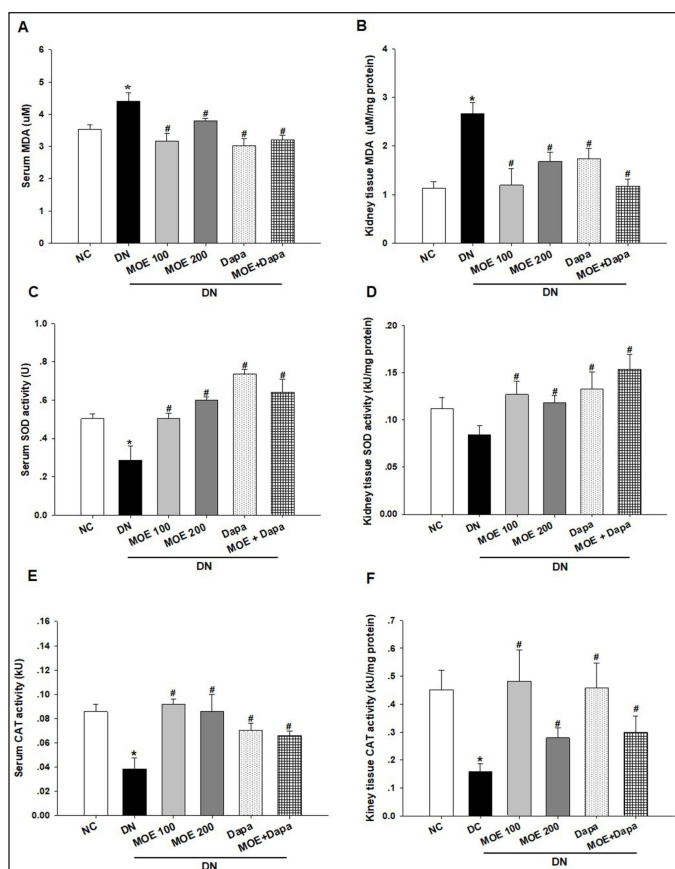 A
Serum MDA (uM)
6
5
4
3
2
1
0
*
#
#
#
#
NC
DN
MOE 100
MOE 200
Dapa
MOE+Dapa
DN
B
Kidney tissue MDA (uM/mg protein)
4
3
2
1
0
*
#
#
#
#
NC
DN
MOE 100
MOE 200
Dapa
MOE+Dapa
DN
C
Serum SOD activity (U)
1.0
.8
.6
.4
.2
0.0
*
#
#
#
#
NC
DN
MOE 100
MOE 200
Dapa
MOE + Dapa
DN
D
Kidney tissue SOD activity (kU/mg protein)
.20
.15
.10
.05
0.00
#
#
#
#
NC
DN
MOE 100
MOE 200
Dapa
MOE + Dapa
DN
E
Serum CAT activity (kU)
.16
.14
.12
.10
.08
.06
.04
.02
0.00
*
#
#
#
#
NC
DN
MOE 100
MOE 200
Dapa
MOE+Dapa
DN
F
Kiney tissue CAT activity (kU/mg protein)
.7
.6
.5
.4
.3
.2
.1
0.0
*
#
#
#
#
NC
DC
MOE 100
MOE 200
Dapa
MOE+Dapa
DN